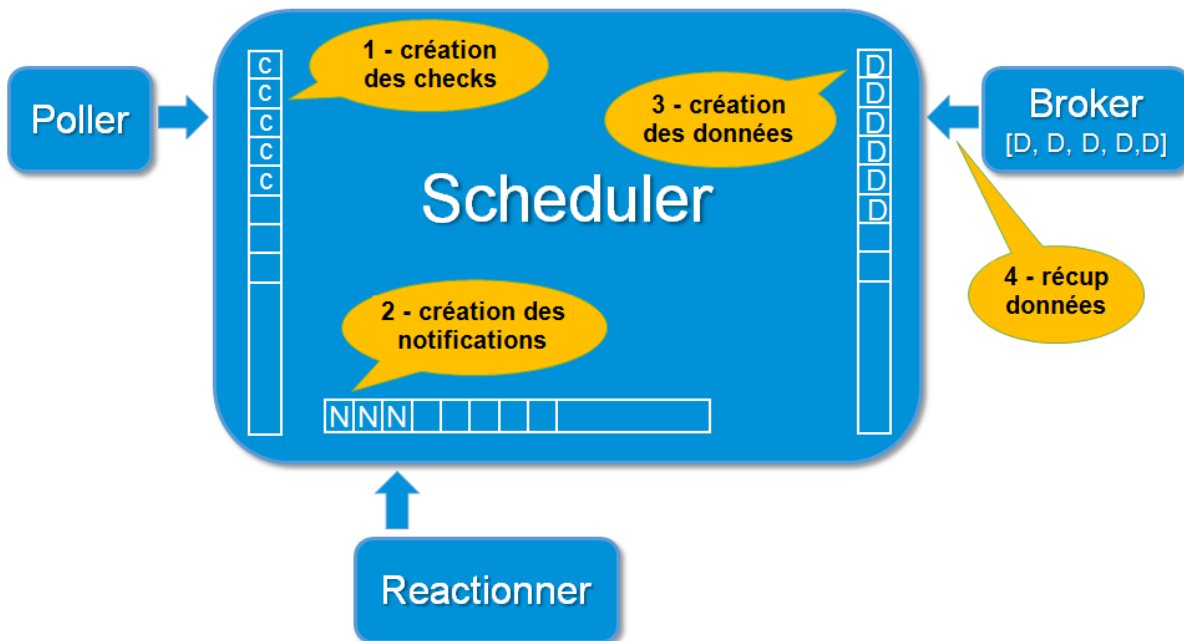 1 - création
des checks
C
C
C
C
C
Poller
Scheduler
3 - création
des données
D
D
D
D
D
D
Broker
[D, D, D, D,D]
4 - récup
données
2 - création des
notifications
N N N
Reactionner